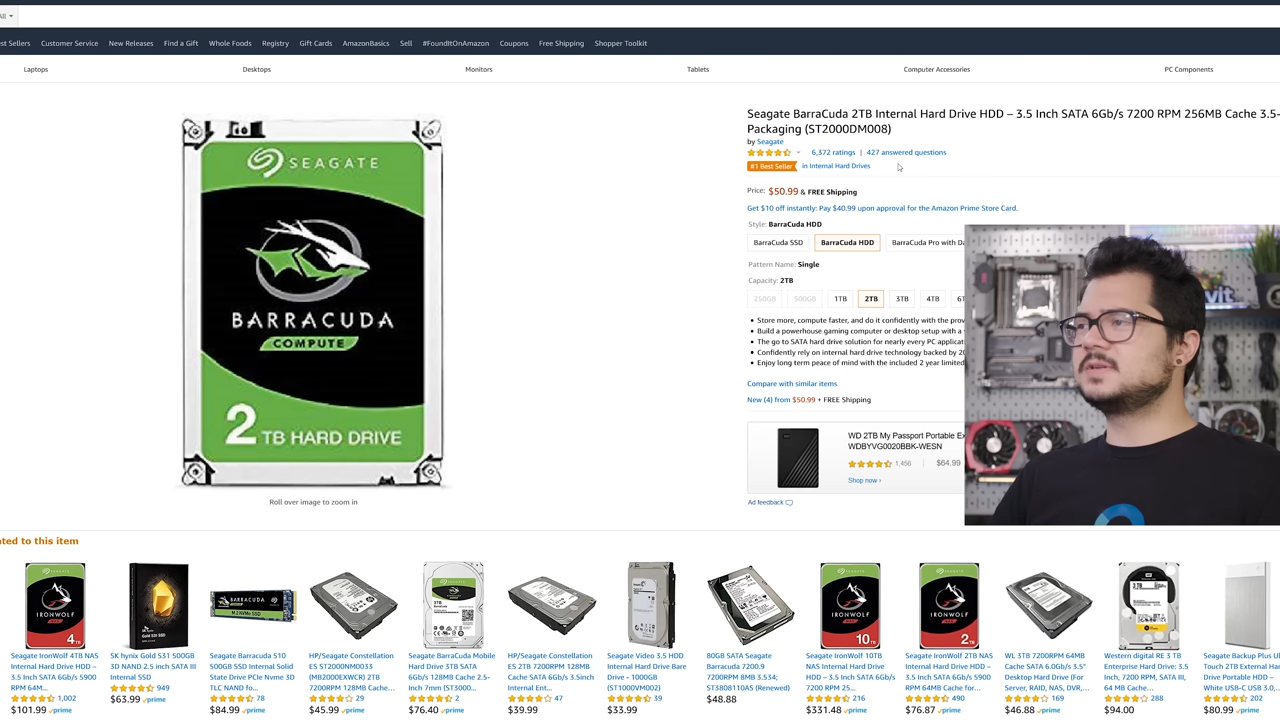 All
st Sellers Customer Service New Releases Find a Gift Whole Foods Registry Gift Cards AmazonBasics Sell #FoundItOnAmazon Coupons Free Shipping Shopper Toolkit
Laptops Desktops Monitors Tablets Computer Accessories PC Components
SEAGATE
BARRACUDA
COMPUTE
2 TB HARD DRIVE
Roll over image to zoom in
Seagate BarraCuda 2TB Internal Hard Drive HDD – 3.5 Inch SATA 6Gb/s 7200 RPM 256MB Cache 3.5-
Packaging (ST2000DM008)
by Seagate
6,372 ratings | 427 answered questions
#1 Best Seller in Internal Hard Drives
Price: $50.99 & FREE Shipping
Get $10 off instantly: Pay $40.99 upon approval for the Amazon Prime Store Card.
Style: BarraCuda HDD
BarraCuda SSD BarraCuda HDD BarraCuda Pro with Da
Pattern Name: Single
Capacity: 2TB
250GB 500GB 1TB 2TB 3TB 4TB 6T
• Store more, compute faster, and do it confidently with the prov
• Build a powerhouse gaming computer or desktop setup with a
• The go to SATA hard drive solution for nearly every PC applicat
• Confidently rely on internal hard drive technology backed by 20
• Enjoy long term peace of mind with the included 2 year limited
Compare with similar items
New (4) from $50.99 + FREE Shipping
WD 2TB My Passport Portable Ex
WDBYVG0020BBK-WESN
1,456 $64.99
Shop now ›
Ad feedback
ated to this item
Seagate IronWolf 4TB NAS
Internal Hard Drive HDD –
3.5 Inch SATA 6Gb/s 5900
RPM 64M...
1,002
$101.99 prime
SK hynix Gold S31 500GB
3D NAND 2.5 inch SATA III
Internal SSD
949
$63.99 prime
Seagate Barracuda 510
500GB SSD Internal Solid
State Drive PCIe Nvme 3D
TLC NAND fo...
78
$84.99 prime
HP/Seagate Constellation
ES ST2000NM0033
(MB2000EXWCR) 2TB
7200RPM 128MB Cache...
29
$45.99 prime
Seagate BarraCuda Mobile
Hard Drive 3TB SATA
6Gb/s 128MB Cache 2.5-
Inch 7mm (ST3000...
2
$76.40 prime
HP/Seagate Constellation
ES 2TB 7200RPM 128MB
Cache SATA 6Gb/s 3.5inch
Internal Ent...
43
$39.99
Seagate Video 3.5 HDD
Internal Hard Drive Bare
Drive - 1000GB
(ST1000VM002)
39
$33.99
80GB SATA Seagate
Barracuda 7200.9
7200RPM 8MB 3.534;
ST3808110AS (Renewed)
$48.88
Seagate IronWolf 10TB
NAS Internal Hard Drive
HDD – 3.5 Inch SATA 6Gb/s
7200 RPM 25...
216
$331.48 prime
Seagate IronWolf 2TB NAS
Internal Hard Drive HDD –
3.5 Inch SATA 6Gb/s 5900
RPM 64MB Cache for...
490
$76.87 prime
WL 3TB 7200RPM 64MB
Cache SATA 6.0Gb/s 3.5"
Desktop Hard Drive (For
Server, RAID, NAS, DVR,...
169
$46.88 prime
Western digital RE 3 TB
Enterprise Hard Drive: 3.5
Inch, 7200 RPM, SATA III,
64 MB Cache...
288
$94.00
Seagate Backup Plus Ul
Touch 2TB External Har
Drive Portable HDD –
White USB-C USB 3.0,...
202
$80.99 prime